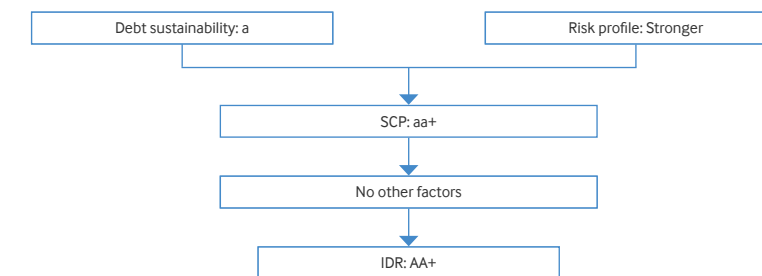 Debt sustainability: a
Risk profile: Stronger
SCP: aa+
No other factors
IDR: AA+